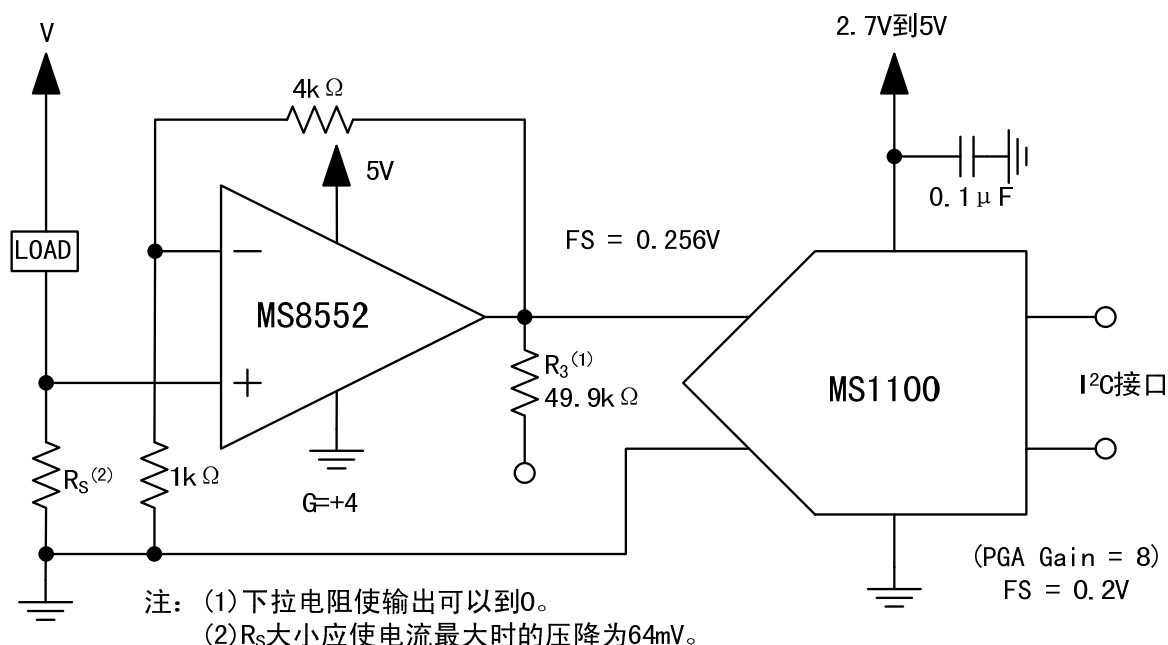 V
2.7V到5V
4kΩ
5V
0.1μF
FS = 0.256V
LOAD
−
MS8552
+
R₃⁽¹⁾
49.9kΩ
MS1100
I²C接口
R_S⁽²⁾
1kΩ
G=+4
(PGA Gain = 8)
FS = 0.2V
注：(1)下拉电阻使输出可以到0。
(2)R_S大小应使电流最大时的压降为64mV。